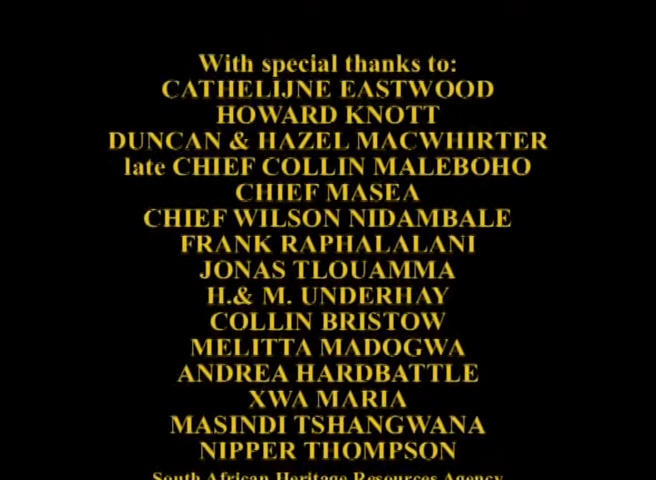 With special thanks to:
CATHELIJNE EASTWOOD
HOWARD KNOTT
DUNCAN & HAZEL MACWHIRTER
late CHIEF COLLIN MALEBOHO
CHIEF MASEA
CHIEF WILSON NIDAMBALE
FRANK RAPHALALANI
JONAS TLOUAMMA
H.& M. UNDERHAY
COLLIN BRISTOW
MELITTA MADOGWA
ANDREA HARDBATTLE
XWA MARIA
MASINDI TSHANGWANA
NIPPER THOMPSON
South African Heritage Resources Agency